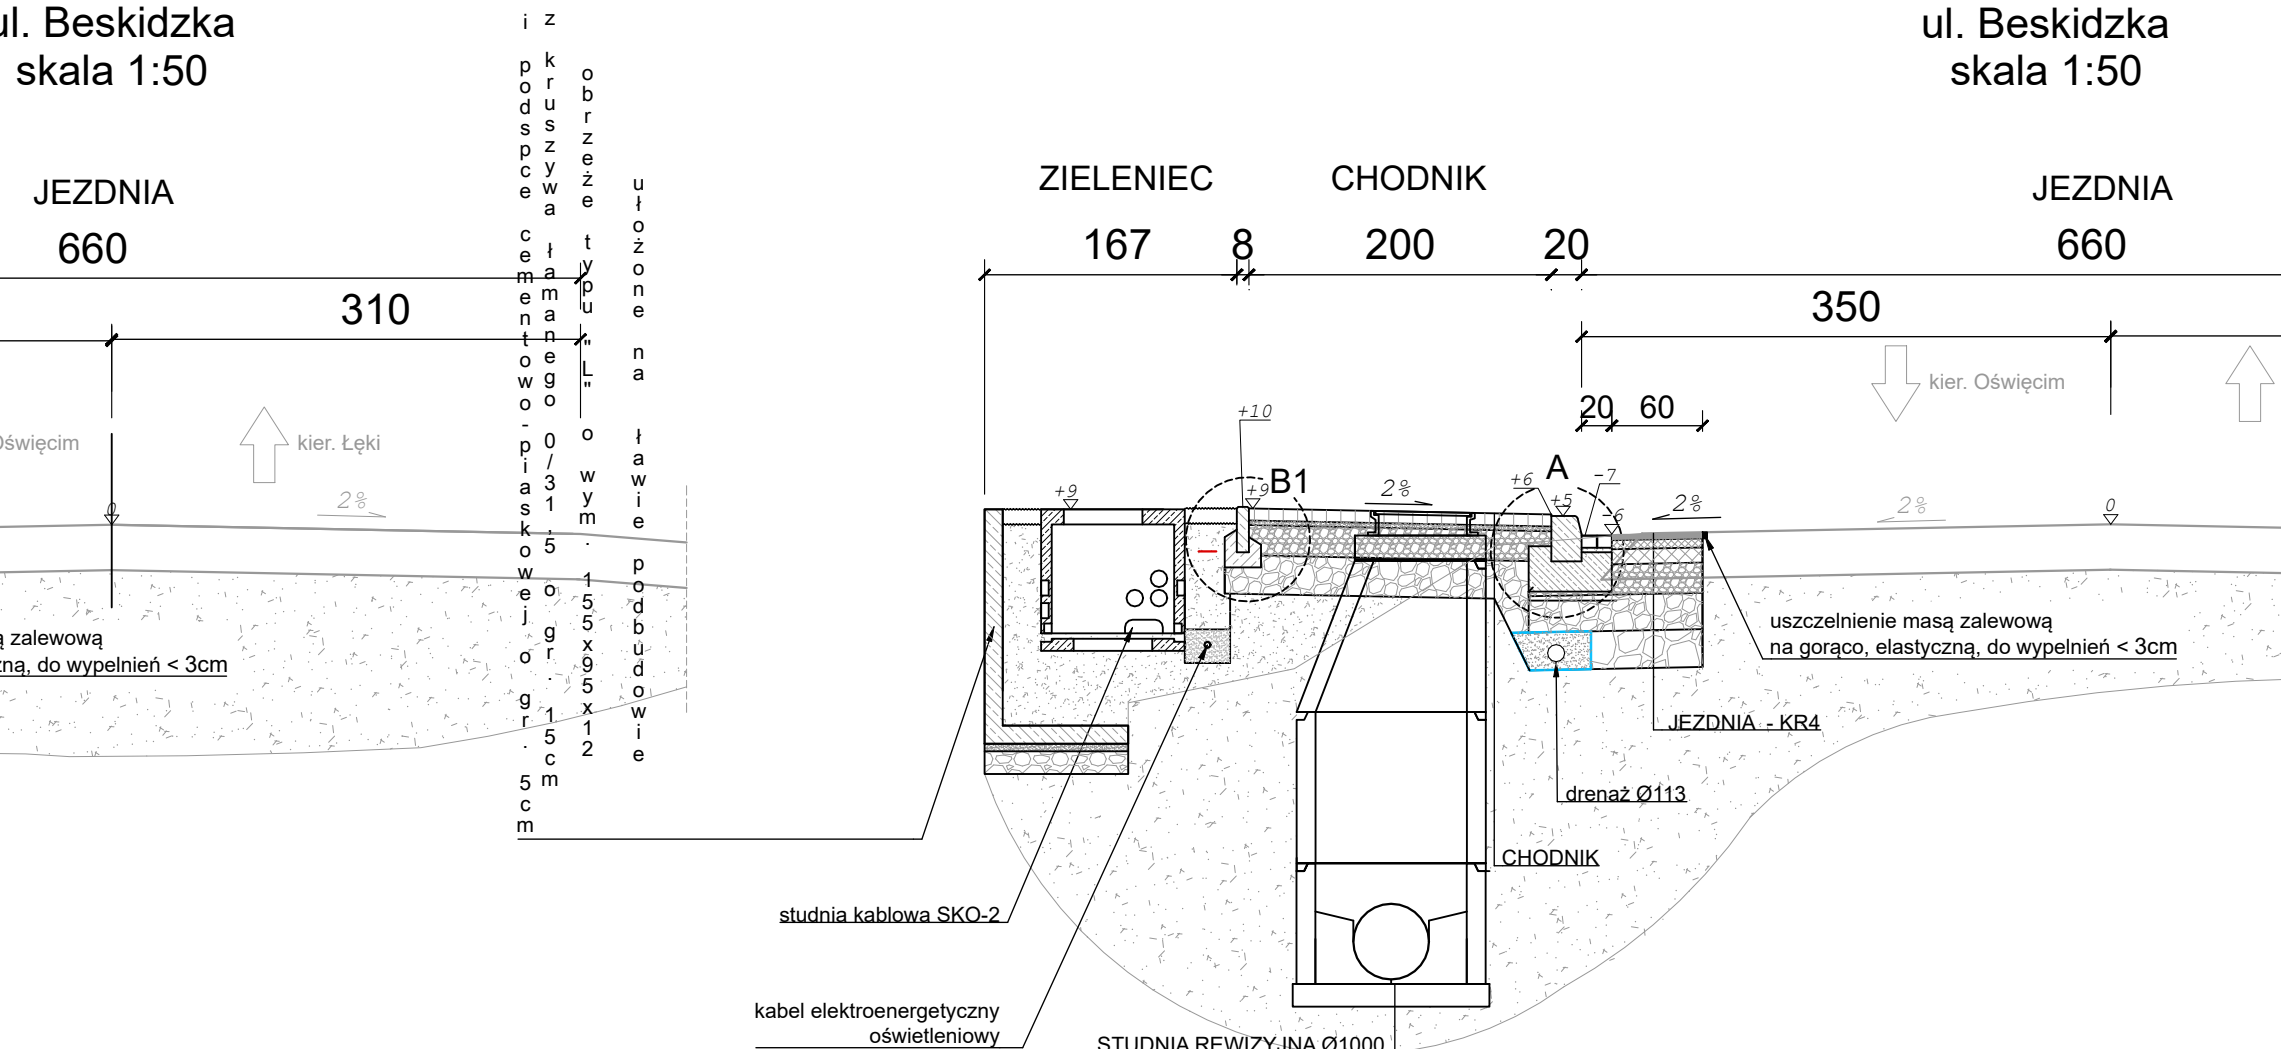 ul. Beskidzka
skala 1:50
JEZDNIA
660
310
Oświęcim
kier. Łęki
2%
0
ą zalewową
zną, do wypelnień < 3cm
obrzeże typu "L" o wym. 155x95x12
ułożone na ławie podbudowie
z kruszywa łamanego 0/31,5 o gr. 15cm
i podspce cementowo-piaskowej o gr. 5cm
ZIELENIEC
CHODNIK
167
8
200
20
+10
+9
+9
B1
2%
+6
A
+5
-7
-6
2%
20
60
ul. Beskidzka
skala 1:50
JEZDNIA
660
350
kier. Oświęcim
2%
0
uszczelnienie masą zalewową
na gorąco, elastyczną, do wypelnień < 3cm
JEZDNIA - KR4
drenaż Ø113
CHODNIK
studnia kablowa SKO-2
kabel elektroenergetyczny
oświetleniowy
STUDNIA REWIZYJNA Ø1000